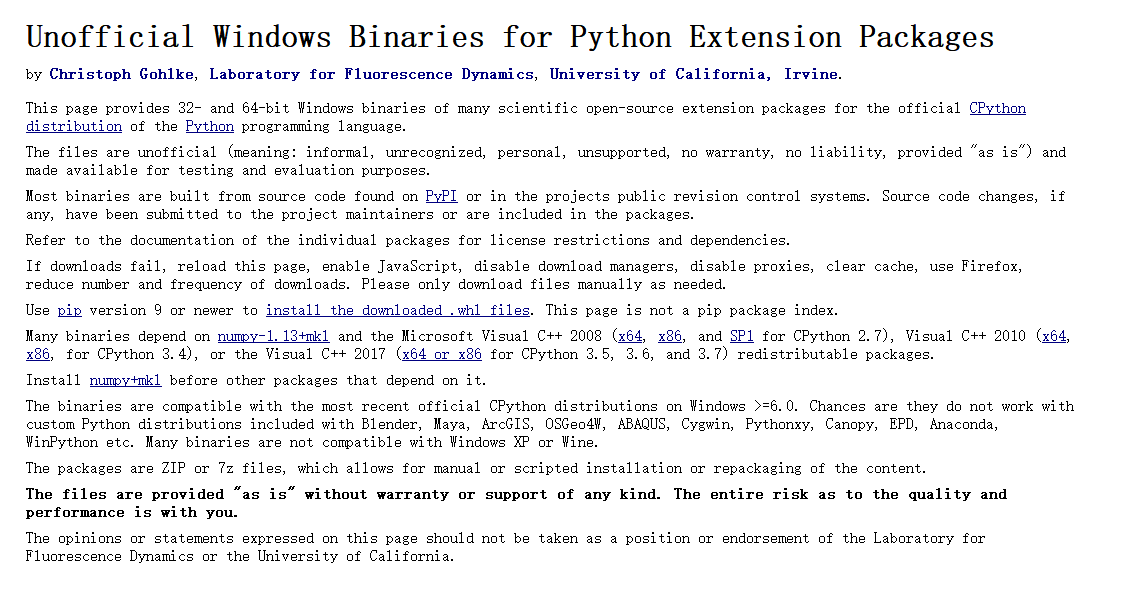 Unofficial Windows Binaries for Python Extension Packages
by Christoph Gohlke, Laboratory for Fluorescence Dynamics, University of California, Irvine.
This page provides 32- and 64-bit Windows binaries of many scientific open-source extension packages for the official CPython
distribution of the Python programming language.
The files are unofficial (meaning: informal, unrecognized, personal, unsupported, no warranty, no liability, provided "as is") and
made available for testing and evaluation purposes.
Most binaries are built from source code found on PyPI or in the projects public revision control systems. Source code changes, if
any, have been submitted to the project maintainers or are included in the packages.
Refer to the documentation of the individual packages for license restrictions and dependencies.
If downloads fail, reload this page, enable JavaScript, disable download managers, disable proxies, clear cache, use Firefox,
reduce number and frequency of downloads. Please only download files manually as needed.
Use pip version 9 or newer to install the downloaded .whl files. This page is not a pip package index.
Many binaries depend on numpy-1.13+mkl and the Microsoft Visual C++ 2008 (x64, x86, and SP1 for CPython 2.7), Visual C++ 2010 (x64,
x86, for CPython 3.4), or the Visual C++ 2017 (x64 or x86 for CPython 3.5, 3.6, and 3.7) redistributable packages.
Install numpy+mkl before other packages that depend on it.
The binaries are compatible with the most recent official CPython distributions on Windows >=6.0. Chances are they do not work with
custom Python distributions included with Blender, Maya, ArcGIS, OSGeo4W, ABAQUS, Cygwin, Pythonxy, Canopy, EPD, Anaconda,
WinPython etc. Many binaries are not compatible with Windows XP or Wine.
The packages are ZIP or 7z files, which allows for manual or scripted installation or repackaging of the content.
The files are provided "as is" without warranty or support of any kind. The entire risk as to the quality and
performance is with you.
The opinions or statements expressed on this page should not be taken as a position or endorsement of the Laboratory for
Fluorescence Dynamics or the University of California.